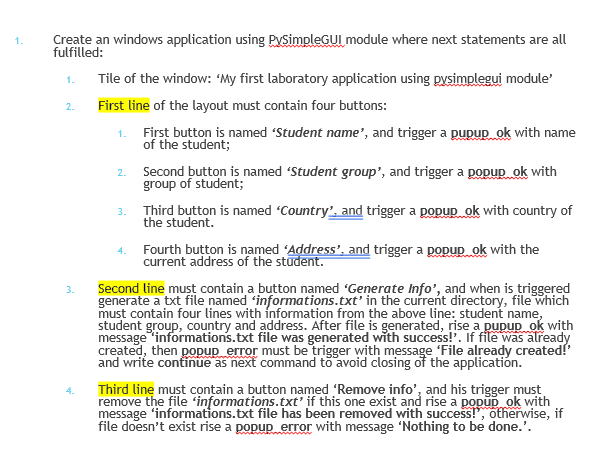 1. Create an windows application using PySimpleGUI module where next statements are all
fulfilled:
1. Tile of the window: ‘My first laboratory application using pysimplegui module’
2. First line of the layout must contain four buttons:
1. First button is named ‘Student name’, and trigger a pupup_ok with name
of the student;
2. Second button is named ‘Student group’, and trigger a popup_ok with
group of student;
3. Third button is named ‘Country’, and trigger a popup_ok with country of
the student.
4. Fourth button is named ‘Address’, and trigger a popup_ok with the
current address of the student.
3. Second line must contain a button named ‘Generate Info’, and when is triggered
generate a txt file named ‘informations.txt’ in the current directory, file which
must contain four lines with information from the above line: student name,
student group, country and address. After file is generated, rise a pupup_ok with
message ‘informations.txt file was generated with success!’. If file was already
created, then popup_error must be trigger with message ‘File already created!’
and write continue as next command to avoid closing of the application.
4. Third line must contain a button named ‘Remove info’, and his trigger must
remove the file ‘informations.txt’ if this one exist and rise a popup_ok with
message ‘informations.txt file has been removed with success!’, otherwise, if
file doesn’t exist rise a popup_error with message ‘Nothing to be done.’.